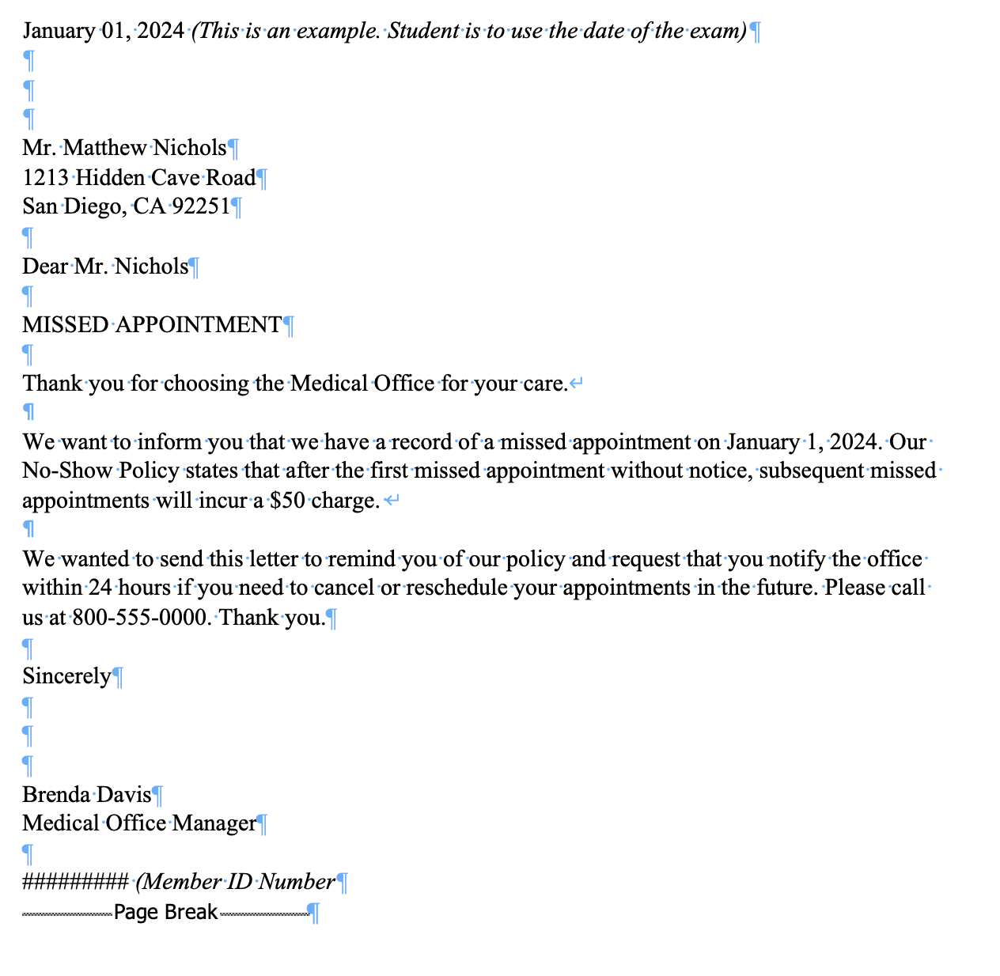 January 01, 2024 (This is an example. Student is to use the date of the exam)¶
¶
¶
¶
Mr. Matthew Nichols¶
1213 Hidden Cave Road¶
San Diego, CA 92251¶
¶
Dear Mr. Nichols¶
¶
MISSED APPOINTMENT¶
¶
Thank you for choosing the Medical Office for your care.↵
¶
We want to inform you that we have a record of a missed appointment on January 1, 2024. Our
No-Show Policy states that after the first missed appointment without notice, subsequent missed
appointments will incur a $50 charge. ↵
¶
We wanted to send this letter to remind you of our policy and request that you notify the office
within 24 hours if you need to cancel or reschedule your appointments in the future. Please call
us at 800-555-0000. Thank you.¶
¶
Sincerely¶
¶
¶
¶
Brenda Davis¶
Medical Office Manager¶
¶
######### (Member ID Number¶
Page Break¶